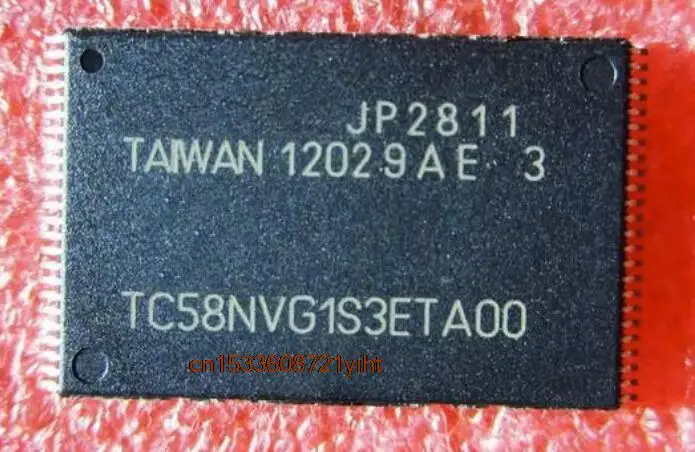 JP2811
TAIWAN 12029AE 3
TC58NVG1S3ETA00
cn1533608721yiht